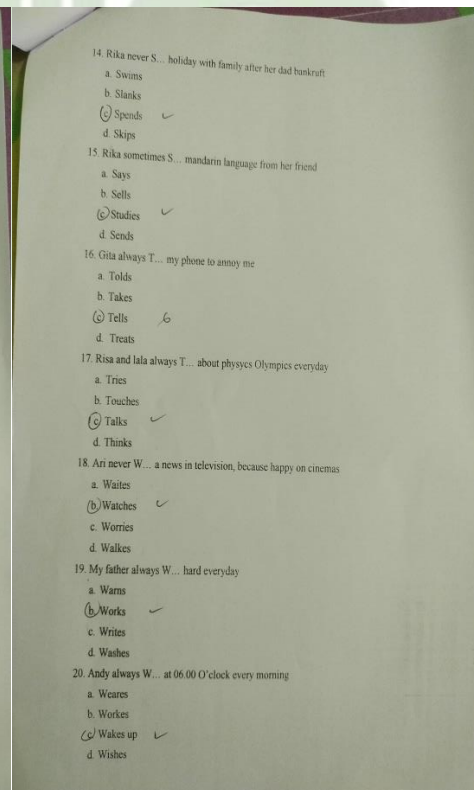 14. Rika never S... holiday with family after her dad bankruft
a. Swims
b. Slanks
c. Spends ✓
d. Skips
15. Rika sometimes S... mandarin language from her friend
a. Says
b. Sells
c. Studies ✓
d. Sends
16. Gita always T... my phone to annoy me
a. Tolds
b. Takes
c. Tells
d. Treats
17. Risa and lala always T... about physycs Olympics everyday
a. Tries
b. Touches
c. Talks ✓
d. Thinks
18. Ari never W... a news in television, because happy on cinemas
a. Waites
b. Watches ✓
c. Worries
d. Walkes
19. My father always W... hard everyday
a. Warns
b. Works ✓
c. Writes
d. Washes
20. Andy always W... at 06.00 O'clock every morning
a. Weares
b. Workes
c. Wakes up ✓
d. Wishes